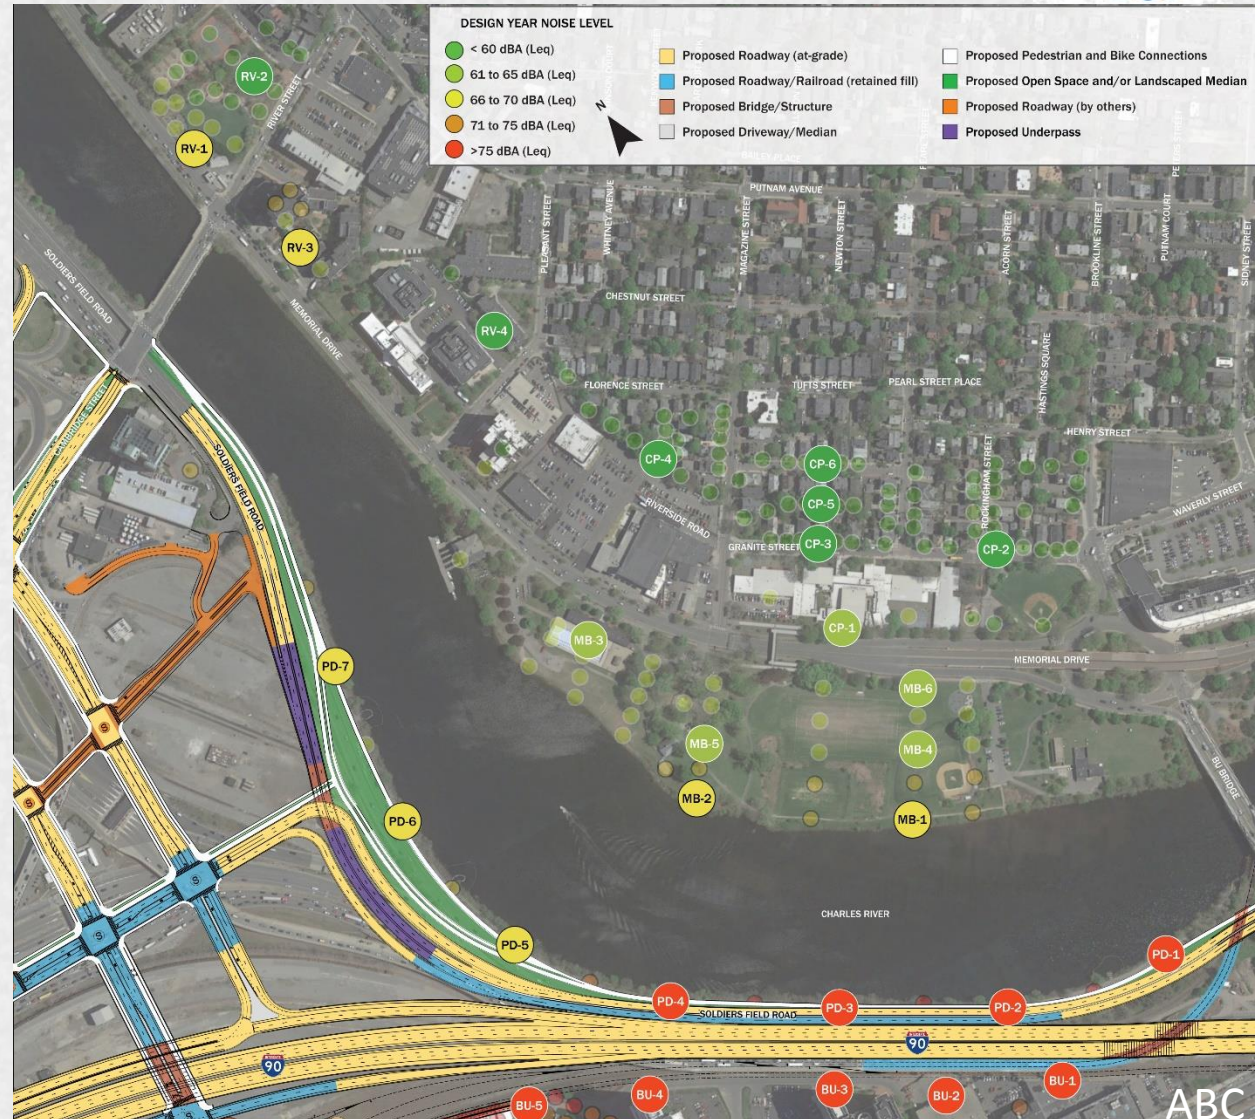 DESIGN YEAR NOISE LEVEL
< 60 dBA (Leq)
61 to 65 dBA (Leq)
66 to 70 dBA (Leq)
71 to 75 dBA (Leq)
>75 dBA (Leq)
N
Proposed Roadway (at-grade)
Proposed Roadway/Railroad (retained fill)
Proposed Bridge/Structure
Proposed Driveway/Median
Proposed Pedestrian and Bike Connections
Proposed Open Space and/or Landscaped Median
Proposed Roadway (by others)
Proposed Underpass
RV-2
RIVER STREET
RV-1
RV-3
SOLDIERS FIELD ROAD
MEMORIAL DRIVE
PLEASANT STREET
WHITNEY AVENUE
MAGAZINE STREET
PUTNAM AVENUE
NEWTON STREET
ACORN STREET
BROOKLINE STREET
PUTNAM COURT
SIDNEY STREET
CHESTNUT STREET
RV-4
FLORENCE STREET
TUFTS STREET
PEARL STREET PLACE
HASTINGS SQUARE
HENRY STREET
CAMBRIDGE STREET
SOLDIERS FIELD ROAD
CP-4
CP-6
CP-5
ROCKINGHAM STREET
WAVERLY STREET
RIVERSIDE ROAD
GRANITE STREET
CP-3
CP-2
CP-1
MB-3
MEMORIAL DRIVE
PD-7
MB-6
MB-5
MB-4
BU BRIDGE
S
MB-2
MB-1
S
PD-6
S
CHARLES RIVER
S
PD-5
PD-1
PD-4
PD-3
PD-2
SOLDIERS FIELD ROAD
90
90
BU-5
BU-4
BU-3
BU-2
BU-1
S
ABC